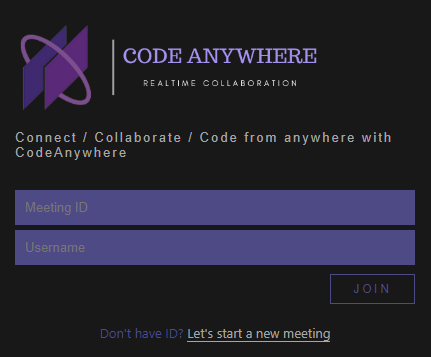 CODE ANYWHERE
REALTIME COLLABORATION
Connect / Collaborate / Code from anywhere with
CodeAnywhere
Meeting ID
Username
JOIN
Don't have ID? Let's start a new meeting